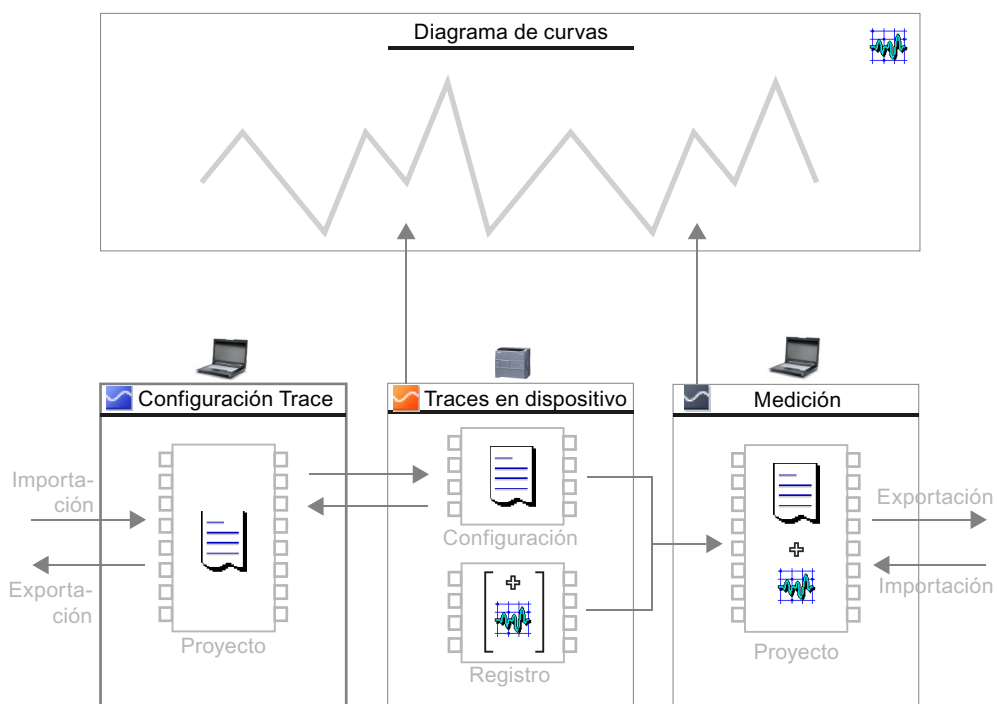 Diagrama de curvas
Configuración Trace
Traces en dispositivo
Medición
Importa-
ción
Exporta-
ción
Proyecto
Configuración
Registro
Exportación
Importación
Proyecto